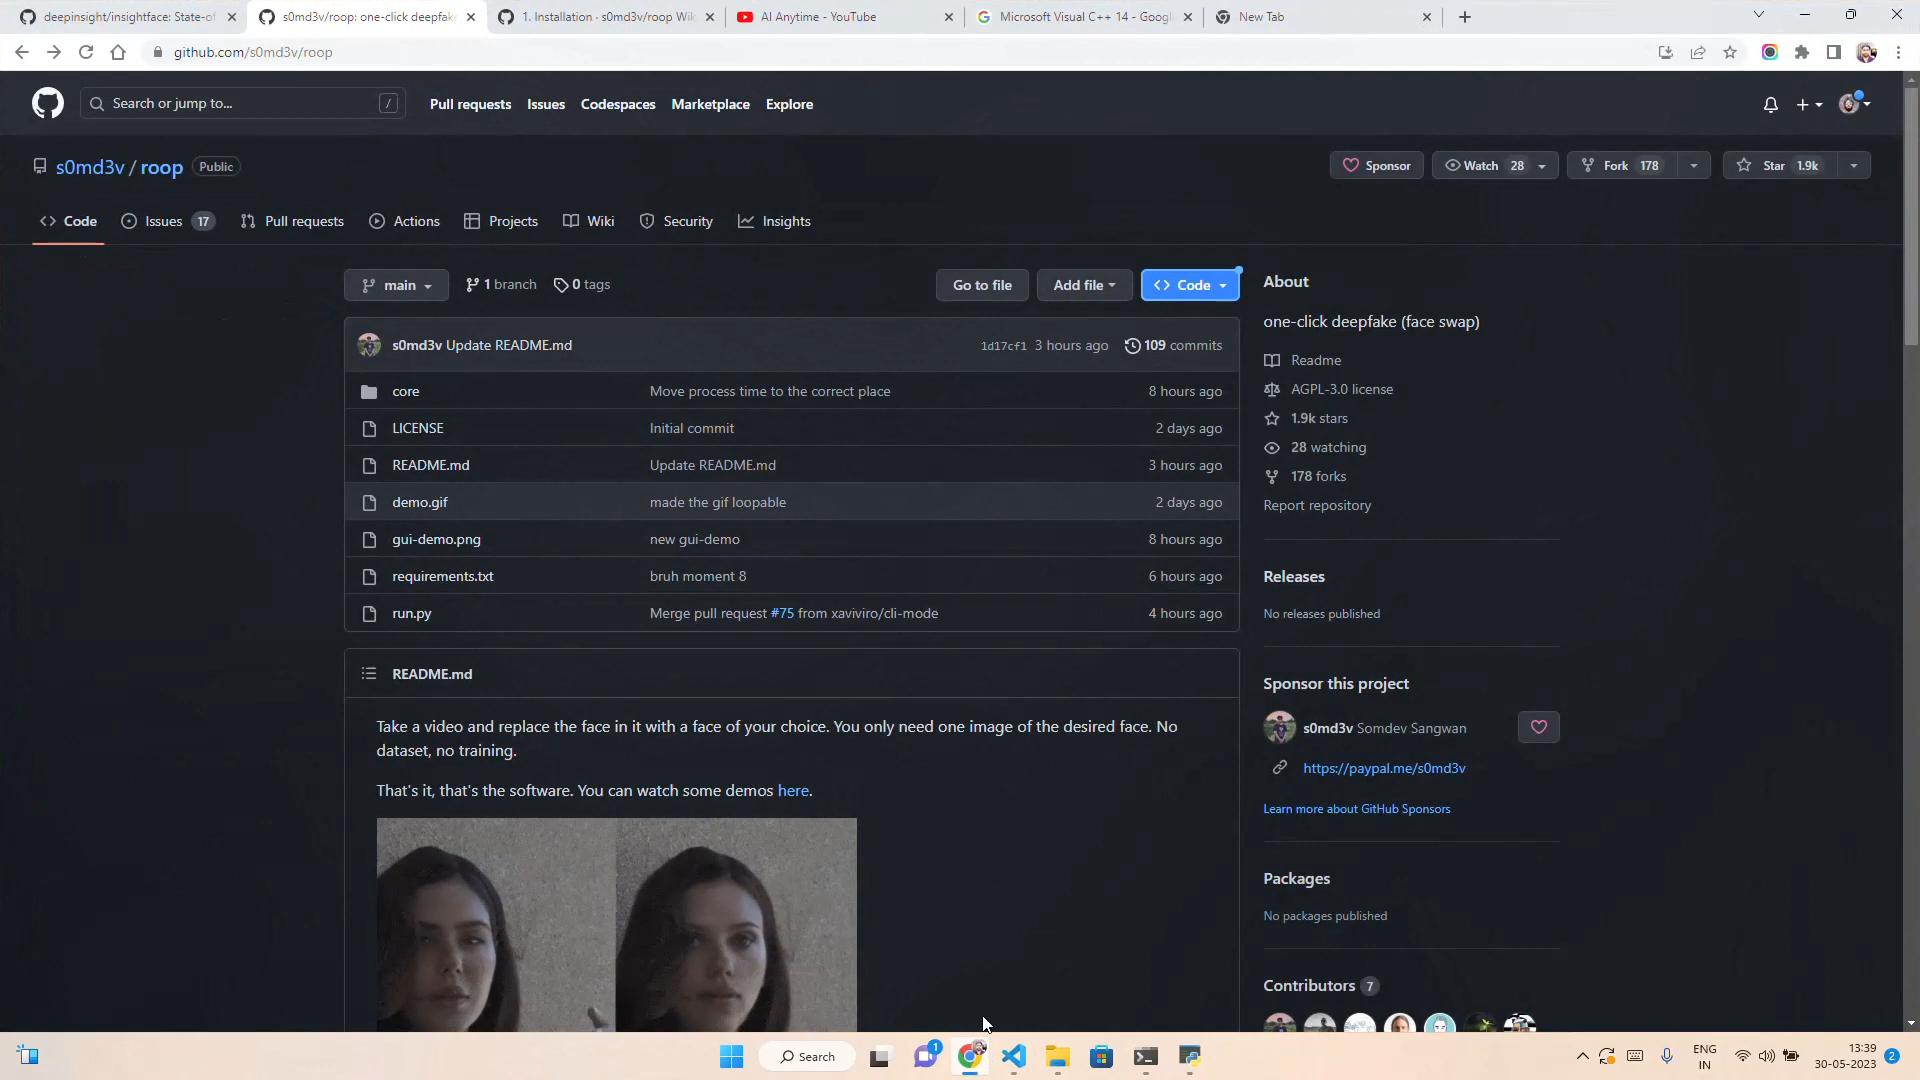 deepinsight/insightface: State-of
s0md3v/roop: one-click deepfake
1. Installation · s0md3v/roop Wik
AI Anytime - YouTube
Microsoft Visual C++ 14 - Googl
New Tab
github.com/s0md3v/roop
Search or jump to...
/
Pull requests
Issues
Codespaces
Marketplace
Explore
s0md3v / roop
Public
Sponsor
Watch 28
Fork 178
Star 1.9k
Code
Issues 17
Pull requests
Actions
Projects
Wiki
Security
Insights
main
1 branch
0 tags
Go to file
Add file
Code
s0md3v Update README.md
1d17cf1 3 hours ago
109 commits
core
Move process time to the correct place
8 hours ago
LICENSE
Initial commit
2 days ago
README.md
Update README.md
3 hours ago
demo.gif
made the gif loopable
2 days ago
gui-demo.png
new gui-demo
8 hours ago
requirements.txt
bruh moment 8
6 hours ago
run.py
Merge pull request #75 from xaviviro/cli-mode
4 hours ago
README.md
Take a video and replace the face in it with a face of your choice. You only need one image of the desired face. No
dataset, no training.
That's it, that's the software. You can watch some demos here.
About
one-click deepfake (face swap)
Readme
AGPL-3.0 license
1.9k stars
28 watching
178 forks
Report repository
Releases
No releases published
Sponsor this project
s0md3v Somdev Sangwan
https://paypal.me/s0md3v
Learn more about GitHub Sponsors
Packages
No packages published
Contributors 7
Search
1
ENG
IN
13:39
30-05-2023
2